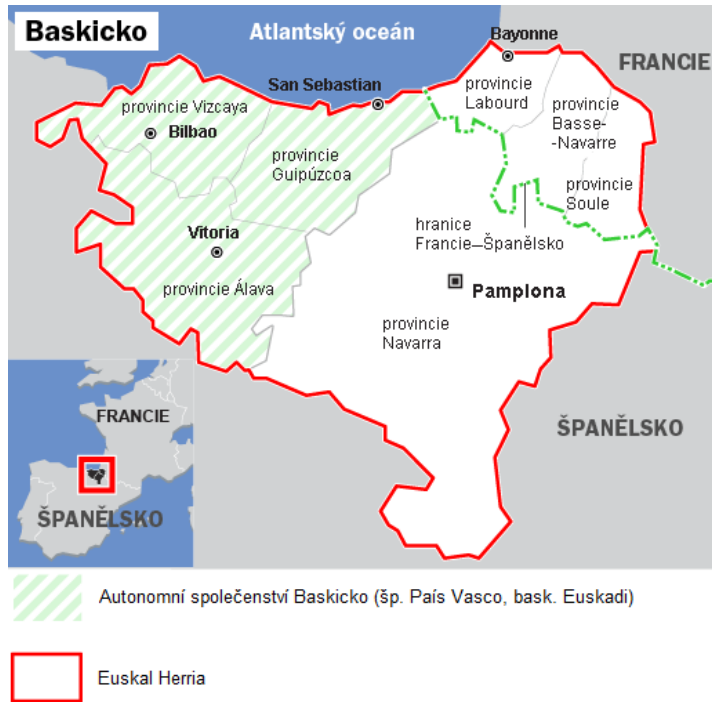 Baskicko
Atlantský oceán
Bayonne
FRANCIE
San Sebastian
provincie
Labourd
provincie Vizcaya
provincie
Basse-
-Navarre
Bilbao
provincie
Guipúzcoa
provincie
Soule
Vitoria
hranice
Francie—Španělsko
provincie Álava
Pamplona
provincie
Navarra
FRANCIE
ŠPANĚLSKO
ŠPANĚLSKO
Autonomní společenství Baskicko (šp. País Vasco, bask. Euskadi)
Euskal Herria